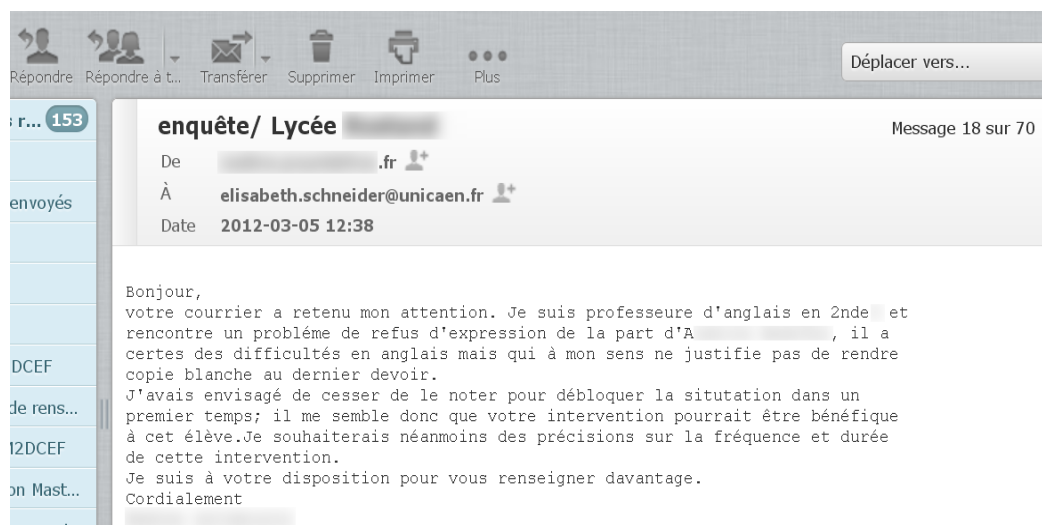 Répondre Répondre à t... Transférer Supprimer Imprimer Plus
Déplacer vers...
s r... 153
envoyés
DCEF
de rens...
M2DCEF
on Mast...
enquête/ Lycée
Message 18 sur 70
De .fr
À elisabeth.schneider@unicaen.fr
Date 2012-03-05 12:38
Bonjour,
votre courrier a retenu mon attention. Je suis professeure d'anglais en 2nde et
rencontre un probléme de refus d'expression de la part d'A , il a
certes des difficultés en anglais mais qui à mon sens ne justifie pas de rendre
copie blanche au dernier devoir.
J'avais envisagé de cesser de le noter pour débloquer la situtation dans un
premier temps; il me semble donc que votre intervention pourrait être bénéfique
à cet élève.Je souhaiterais néanmoins des précisions sur la fréquence et durée
de cette intervention.
Je suis à votre disposition pour vous renseigner davantage.
Cordialement